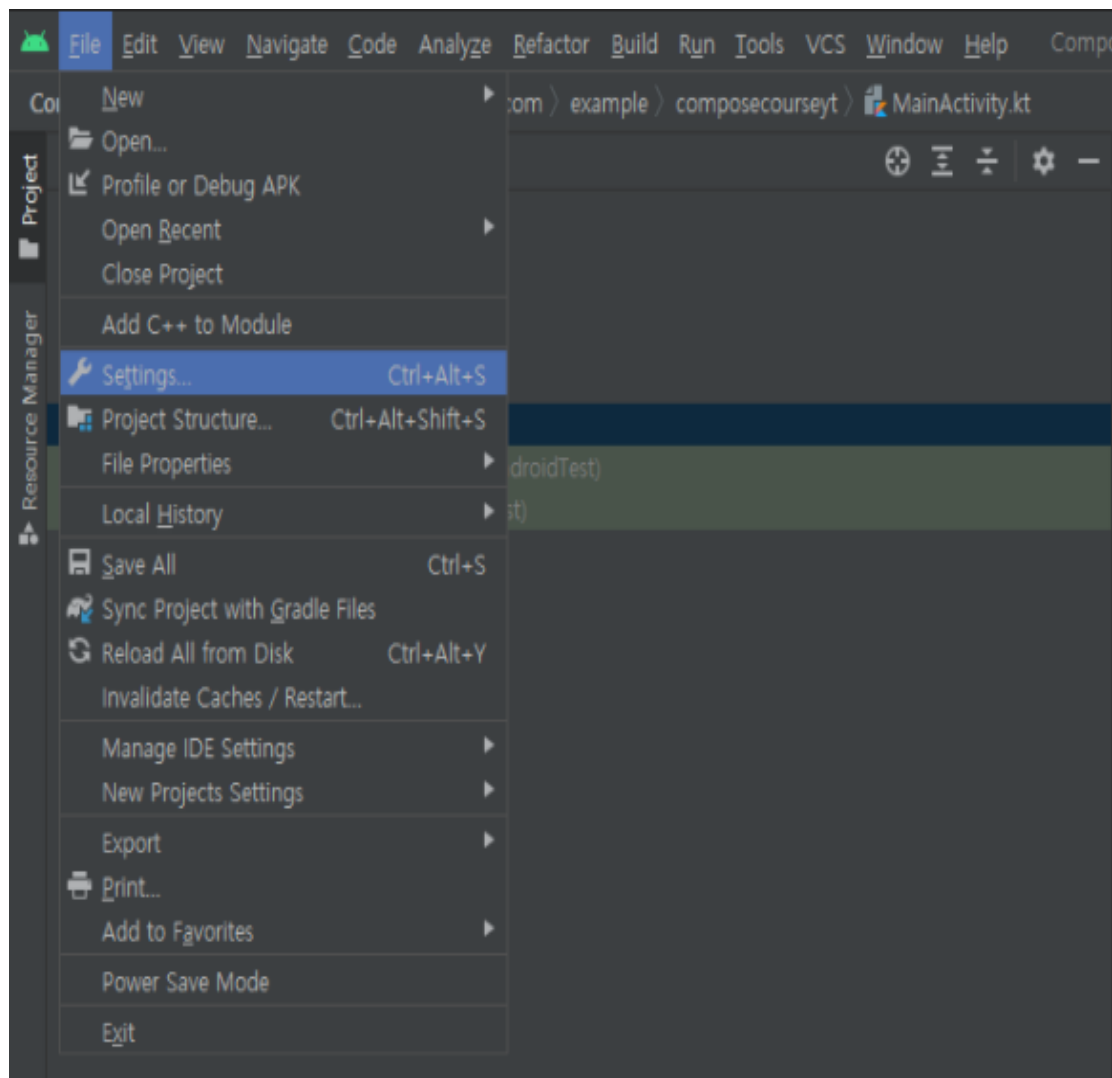 File Edit View Navigate Code Analyze Refactor Build Run Tools VCS Window Help
com 〉 example 〉 composecourseyt 〉 MainActivity.kt
Project
Resource Manager
New
Open...
Profile or Debug APK
Open Recent
Close Project
Add C++ to Module
Settings... Ctrl+Alt+S
Project Structure... Ctrl+Alt+Shift+S
File Properties
Local History
Save All Ctrl+S
Sync Project with Gradle Files
Reload All from Disk Ctrl+Alt+Y
Invalidate Caches / Restart...
Manage IDE Settings
New Projects Settings
Export
Print...
Add to Favorites
Power Save Mode
Exit
droidTest)
st)